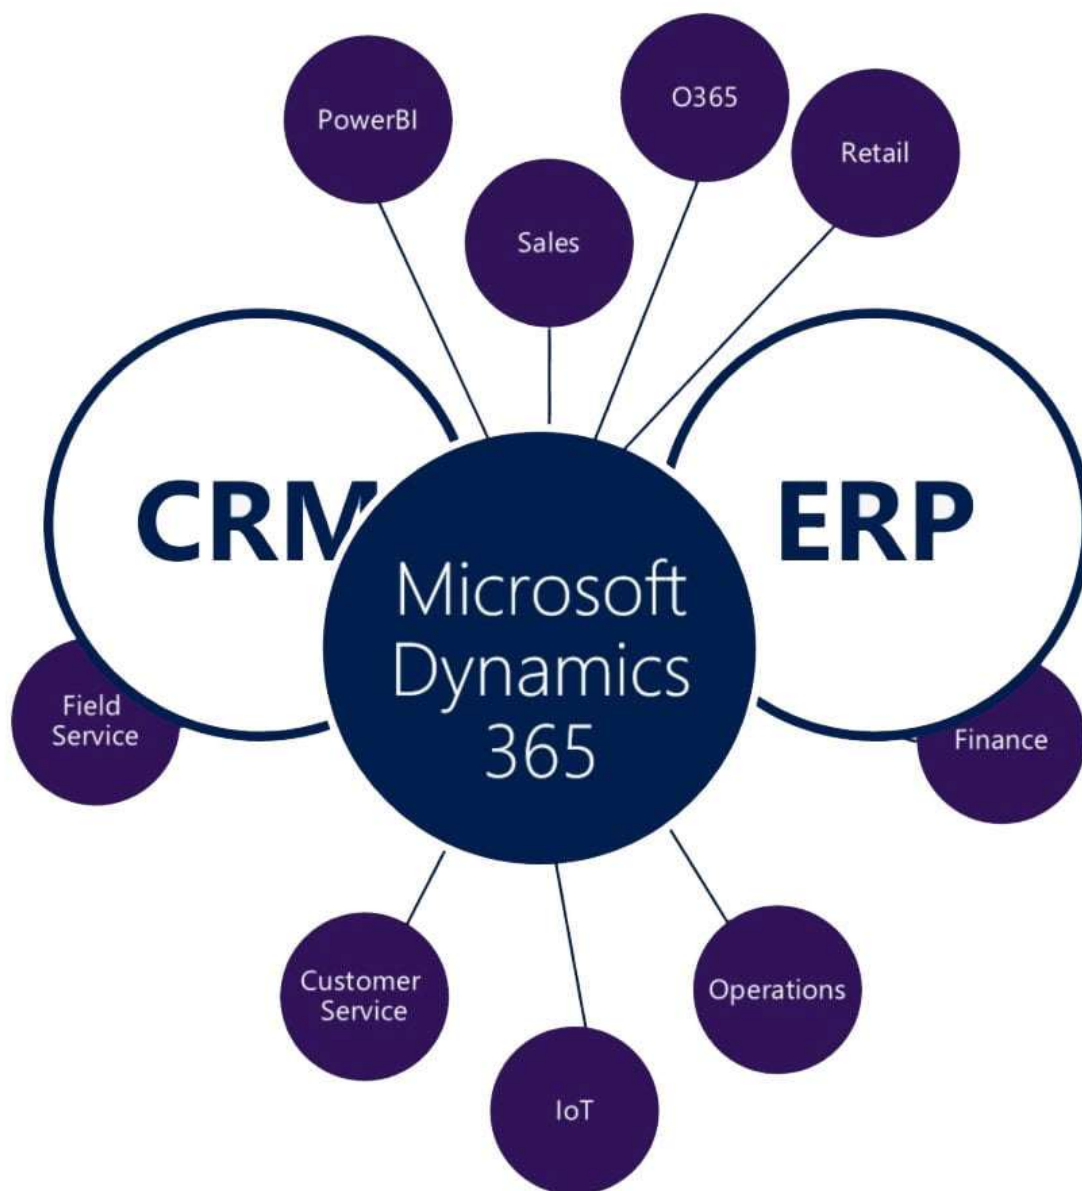 PowerBI
O365
Retail
Sales
CRM
ERP
Microsoft
Dynamics
365
Field
Service
Finance
Customer
Service
Operations
IoT